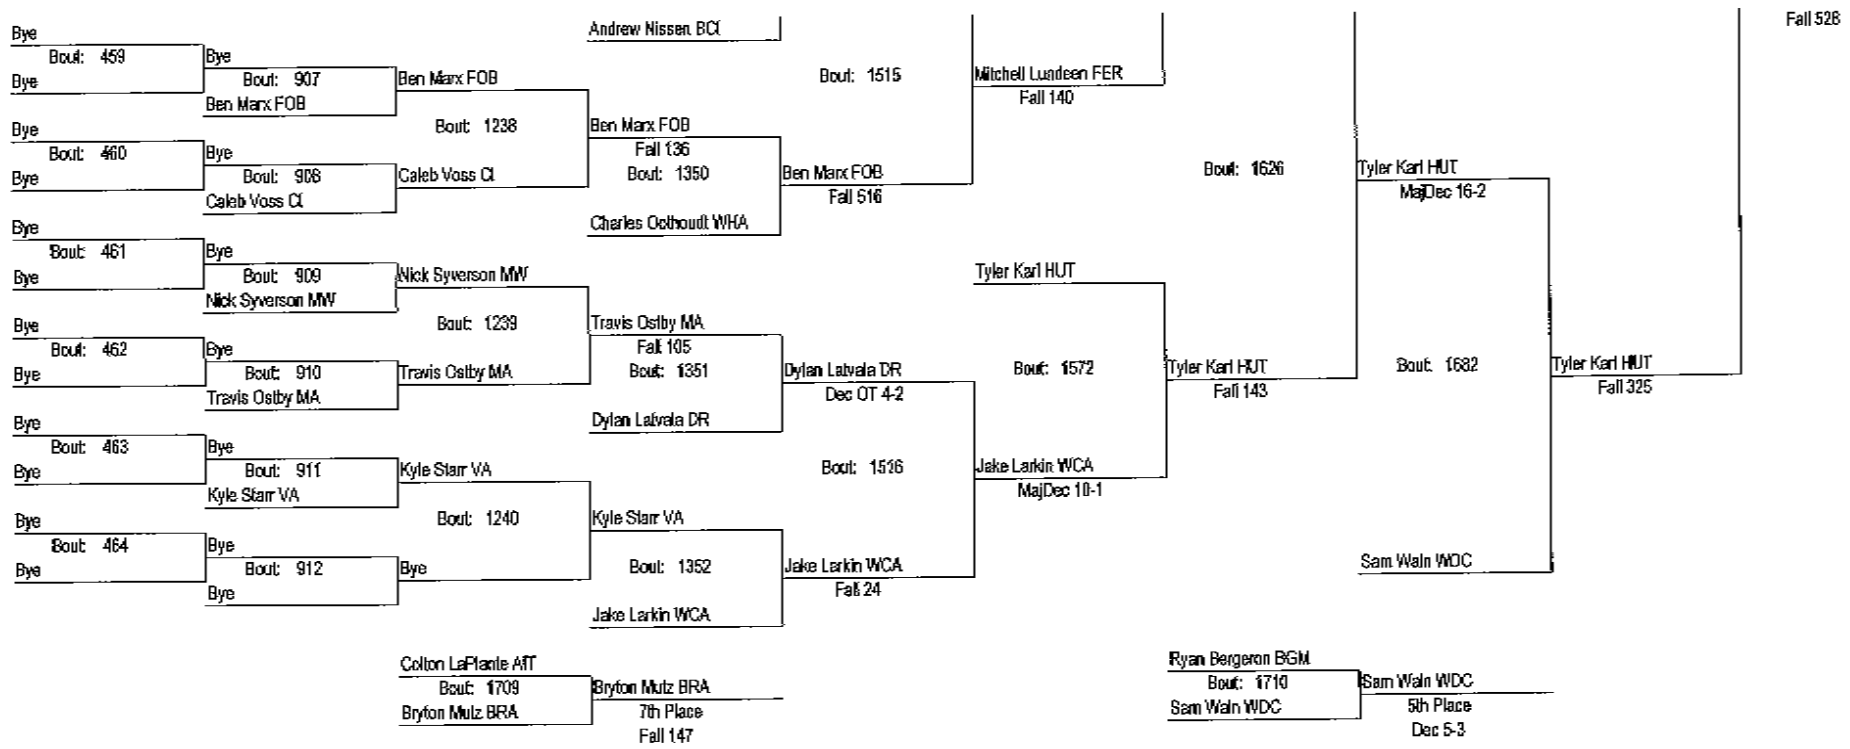 Bye
Bout: 459
Bye
Bye
Bout: 907
Ben Marx FOB
Ben Marx FOB
Bye
Bout: 460
Bye
Bye
Bout: 908
Caleb Voss CI
Bout: 1238
Caleb Voss CI
Bye
Bout: 461
Bye
Bye
Bout: 909
Nick Syverson MW
Nick Syverson MW
Bye
Bout: 462
Bye
Bye
Bout: 910
Travis Ostby MA
Bout: 1239
Travis Ostby MA
Bye
Bout: 463
Bye
Bye
Bout: 911
Kyle Starr VA
Kyle Starr VA
Bye
Bout: 464
Bye
Bye
Bout: 912
Bye
Bout: 1240
Bye
Andrew Nissen BCI
Ben Marx FOB
Fall 136
Bout: 1350
Charles Oothoudt WHA
Travis Ostby MA
Fall 105
Bout: 1351
Dylan Latvala DR
Kyle Starr VA
Bout: 1352
Jake Larkin WCA
Bout: 1515
Ben Marx FOB
Fall 516
Dylan Latvala DR
Dec OT 4-2
Bout: 1516
Jake Larkin WCA
Fall 24
Mitchell Lundeen FER
Fall 140
Tyler Karl HUT
Bout: 1572
Jake Larkin WCA
MajDec 10-1
Bout: 1626
Tyler Karl HUT
Fall 143
Tyler Karl HUT
MajDec 16-2
Bout: 1682
Sam Waln WDC
Tyler Karl HUT
Fall 325
Fall 526
Colton LaPlante AIT
Bout: 1709
Bryton Mutz BRA
Bryton Mutz BRA
7th Place
Fall 147
Ryan Bergeron BGM
Bout: 1710
Sam Waln WDC
Sam Waln WDC
5th Place
Dec 5-3